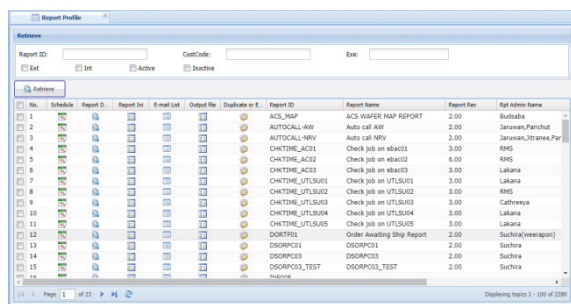 Report Profile
Retrieve
Report ID: CustCode: Exe:
Ext Int Active Inactive
Retrieve
No. Schedule Report D... Report Ini E-mail List Output file Duplicate or E... Report ID Report Name Report Rev Rpt Admin Name
1 ACS_MAP ACS WAFER MAP REPORT 2.00 Budsaba
2 AUTOCALL-AW Auto call AW 2.00 Jaruwan,Parichut
3 AUTOCALL-NRV Auto call NRV 2.00 Jaruwan,Jitranee,Par
4 CHKTIME_AC01 Check job on ebac01 3.00 RMS
5 CHKTIME_AC02 Check job on ebac02 6.00 RMS
6 CHKTIME_AC03 Check job on ebac03 3.00 Lakana
7 CHKTIME_UTLSU01 Check job on UTLSU01 3.00 Lakana
8 CHKTIME_UTLSU02 Check job on UTLSU02 3.00 RMS
9 CHKTIME_UTLSU03 Check job on UTLSU03 2.00 Cathreeya
10 CHKTIME_UTLSU04 Check job on UTLSU04 3.00 Lakana
11 CHKTIME_UTLSU05 Check job on UTLSU05 3.00 Lakana
12 DORTF01 Order Awaiting Ship Report 2.00 Suchira(weerapon)
13 DSORPC01 DSORPC01 2.00 Suchira
14 DSORPC03 DSORPC03 2.00 Suchira
15 DSORPC03_TEST DSORPC03_TEST 2.00 Suchira
Page 1 of 23 Displaying topics 1 - 100 of 2280